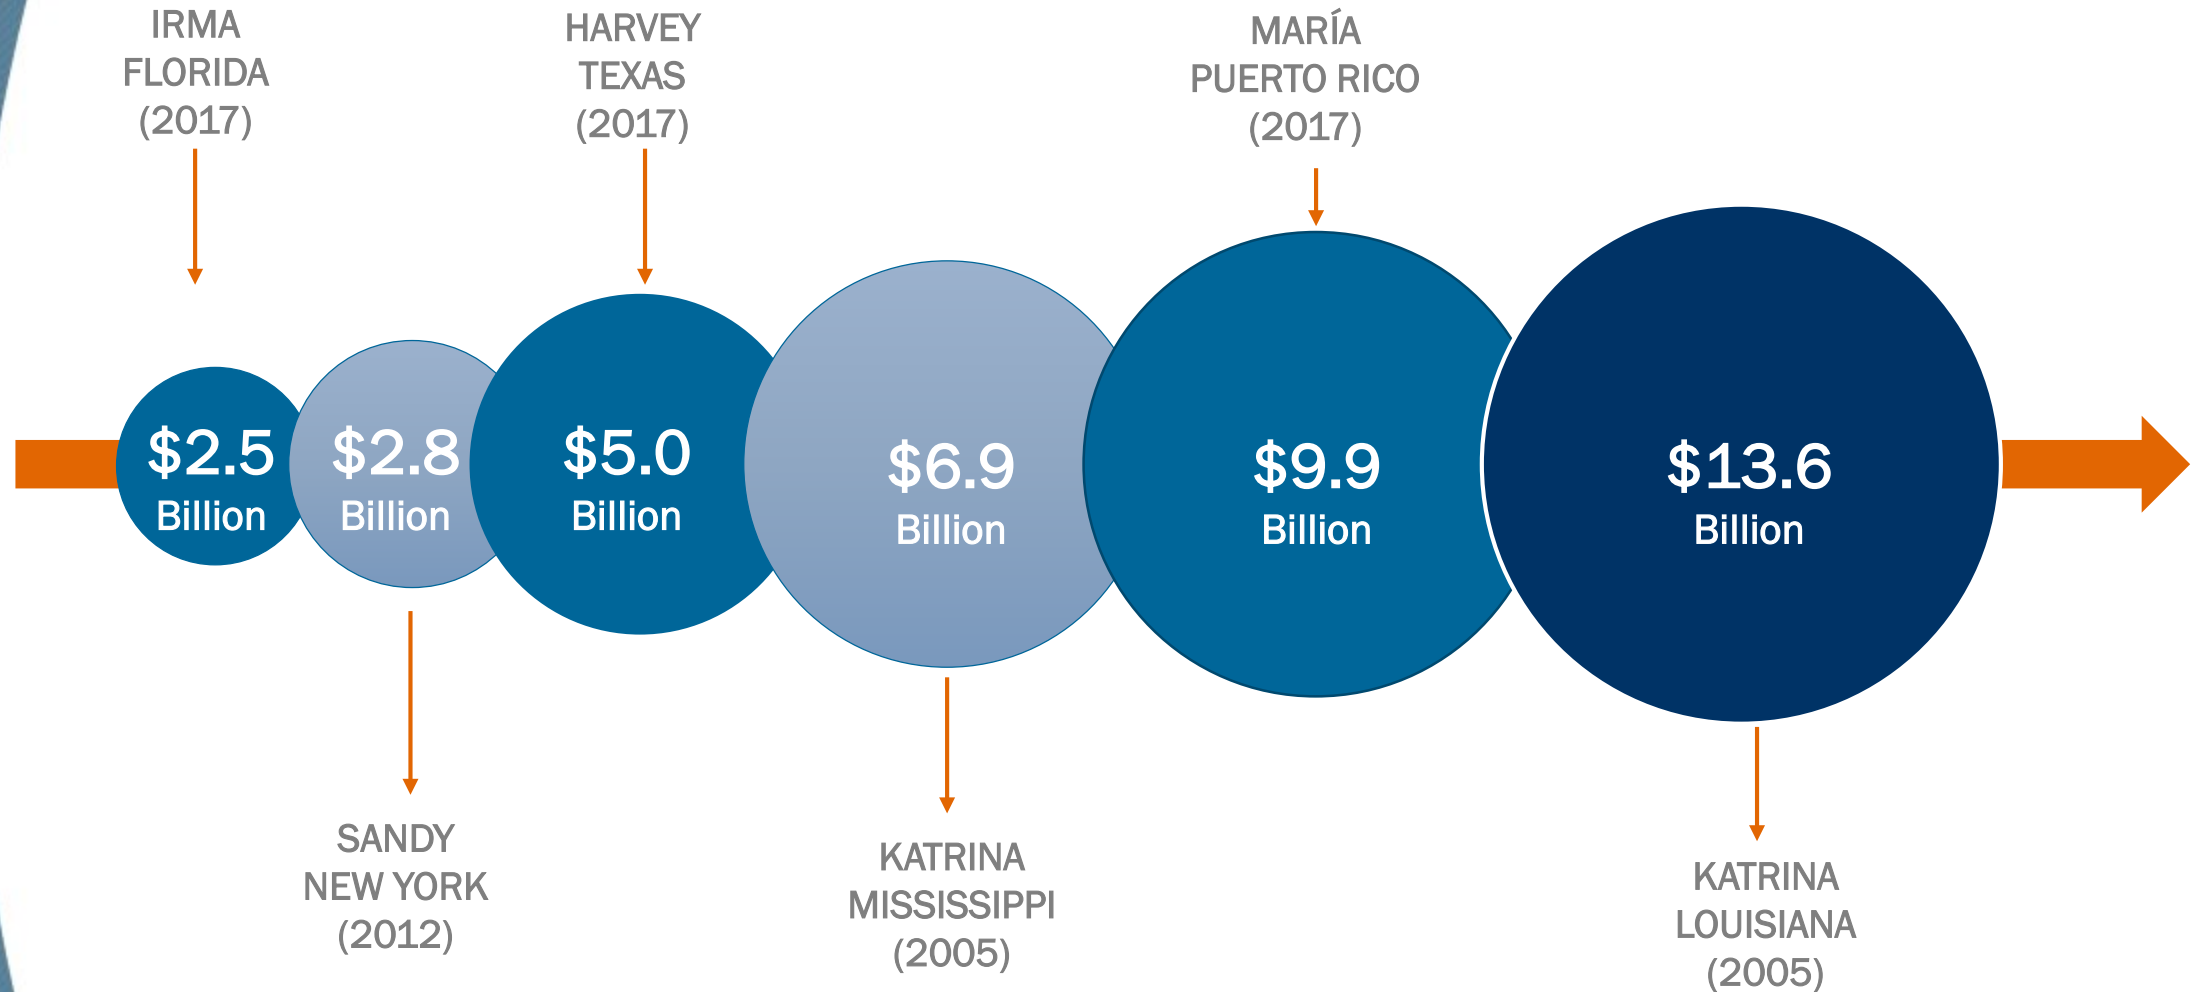 IRMA
FLORIDA
(2017)
HARVEY
TEXAS
(2017)
MARÍA
PUERTO RICO
(2017)
$2.5
Billion
$2.8
Billion
$5.0
Billion
$6.9
Billion
$9.9
Billion
$13.6
Billion
SANDY
NEW YORK
(2012)
KATRINA
MISSISSIPPI
(2005)
KATRINA
LOUISIANA
(2005)